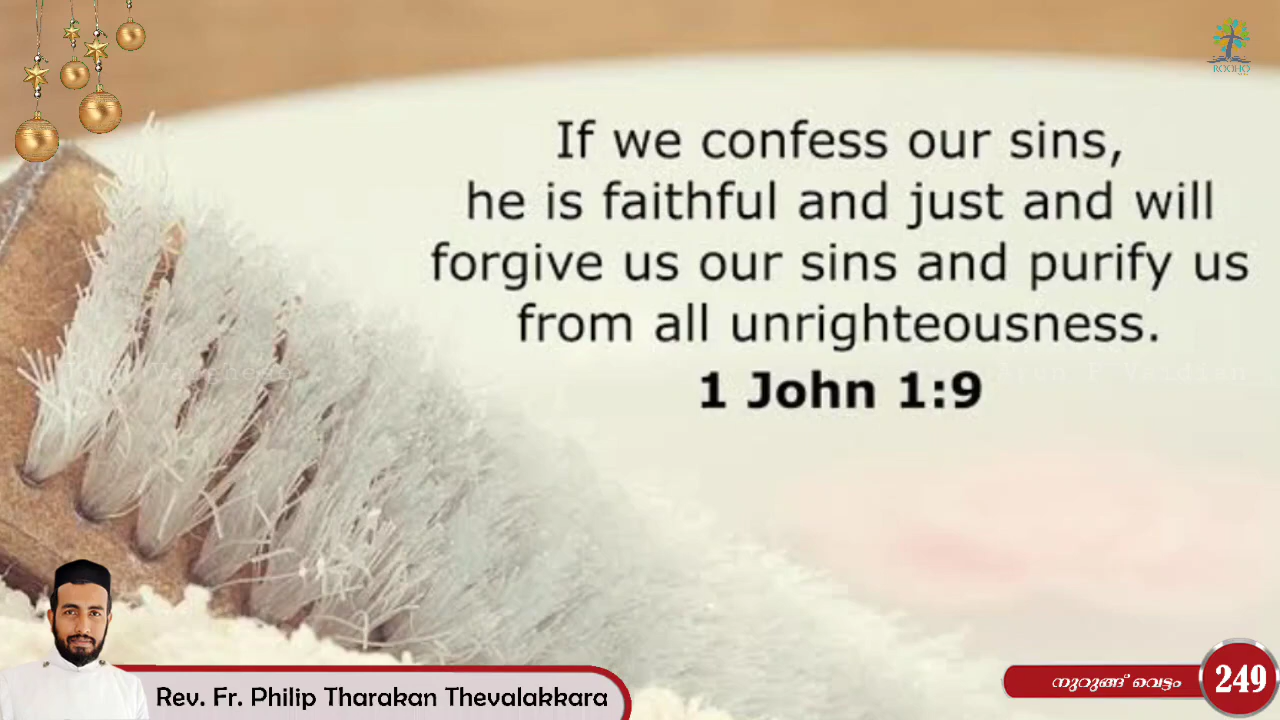 ROOHO
If we confess our sins,
he is faithful and just and will
forgive us our sins and purify us
from all unrighteousness.
1 John 1:9
Rev. Fr. Philip Tharakan Thevalakkara
നുറുങ്ങ് വെട്ടം
249